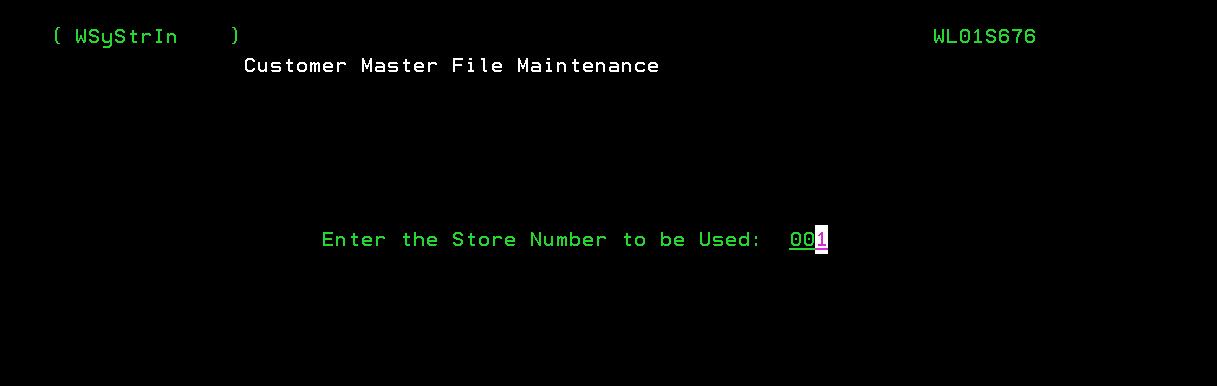 ( WSyStrIn    )    WL01S676
Customer Master File Maintenance
Enter the Store Number to be Used:  001